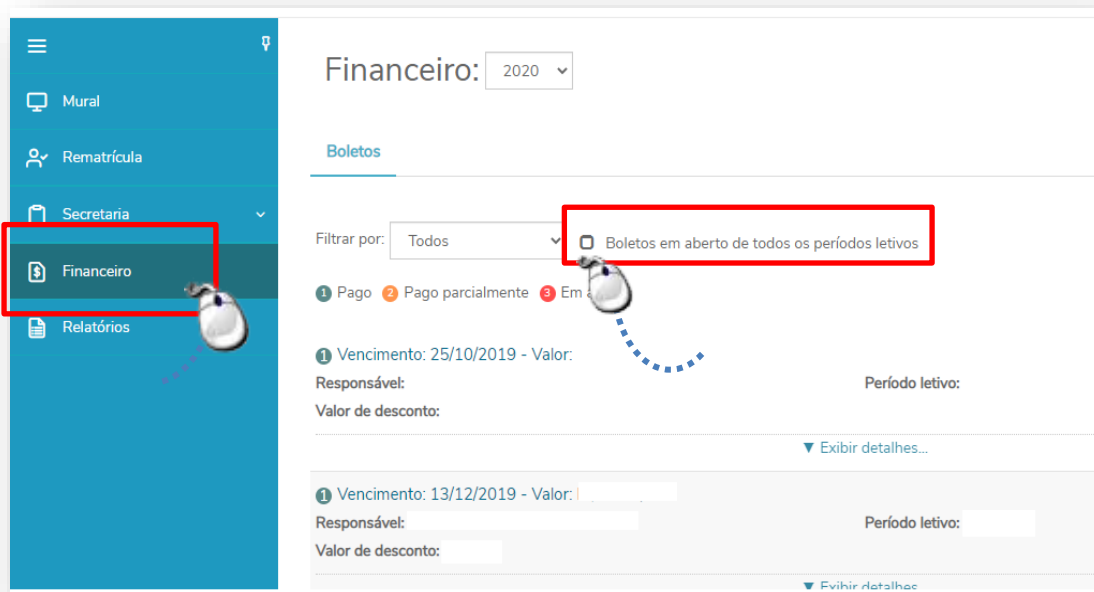 Financeiro: 2020
Mural
Rematrícula
Secretaria
Financeiro
Relatórios
Boletos
Filtrar por: Todos Boletos em aberto de todos os períodos letivos
1 Pago 2 Pago parcialmente 3 Em
1 Vencimento: 25/10/2019 - Valor:
Responsável: Período letivo:
Valor de desconto:
▼ Exibir detalhes...
1 Vencimento: 13/12/2019 - Valor:
Responsável: Período letivo:
Valor de desconto:
▼ Exibir detalhes